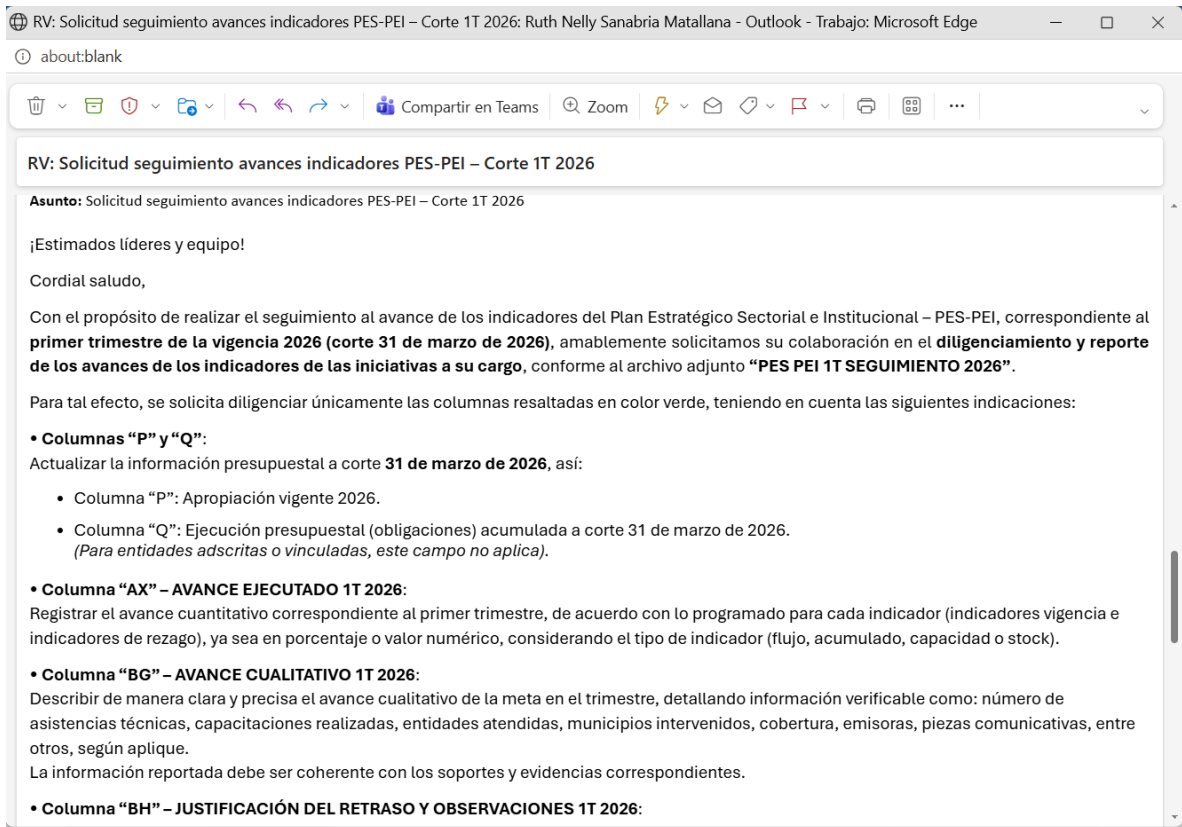 RV: Solicitud seguimiento avances indicadores PES-PEI – Corte 1T 2026: Ruth Nelly Sanabria Matallana - Outlook - Trabajo: Microsoft Edge
about:blank
Compartir en Teams
Zoom
RV: Solicitud seguimiento avances indicadores PES-PEI – Corte 1T 2026
Asunto: Solicitud seguimiento avances indicadores PES-PEI – Corte 1T 2026
¡Estimados líderes y equipo!
Cordial saludo,
Con el propósito de realizar el seguimiento al avance de los indicadores del Plan Estratégico Sectorial e Institucional – PES-PEI, correspondiente al
primer trimestre de la vigencia 2026 (corte 31 de marzo de 2026), amablemente solicitamos su colaboración en el diligenciamiento y reporte
de los avances de los indicadores de las iniciativas a su cargo, conforme al archivo adjunto “PES PEI 1T SEGUIMIENTO 2026”.
Para tal efecto, se solicita diligenciar únicamente las columnas resaltadas en color verde, teniendo en cuenta las siguientes indicaciones:
• Columnas “P” y “Q”:
Actualizar la información presupuestal a corte 31 de marzo de 2026, así:
• Columna “P”: Apropiación vigente 2026.
• Columna “Q”: Ejecución presupuestal (obligaciones) acumulada a corte 31 de marzo de 2026.
(Para entidades adscritas o vinculadas, este campo no aplica).
• Columna “AX” – AVANCE EJECUTADO 1T 2026:
Registrar el avance cuantitativo correspondiente al primer trimestre, de acuerdo con lo programado para cada indicador (indicadores vigencia e
indicadores de rezago), ya sea en porcentaje o valor numérico, considerando el tipo de indicador (flujo, acumulado, capacidad o stock).
• Columna “BG” – AVANCE CUALITATIVO 1T 2026:
Describir de manera clara y precisa el avance cualitativo de la meta en el trimestre, detallando información verificable como: número de
asistencias técnicas, capacitaciones realizadas, entidades atendidas, municipios intervenidos, cobertura, emisoras, piezas comunicativas, entre
otros, según aplique.
La información reportada debe ser coherente con los soportes y evidencias correspondientes.
• Columna “BH” – JUSTIFICACIÓN DEL RETRASO Y OBSERVACIONES 1T 2026: